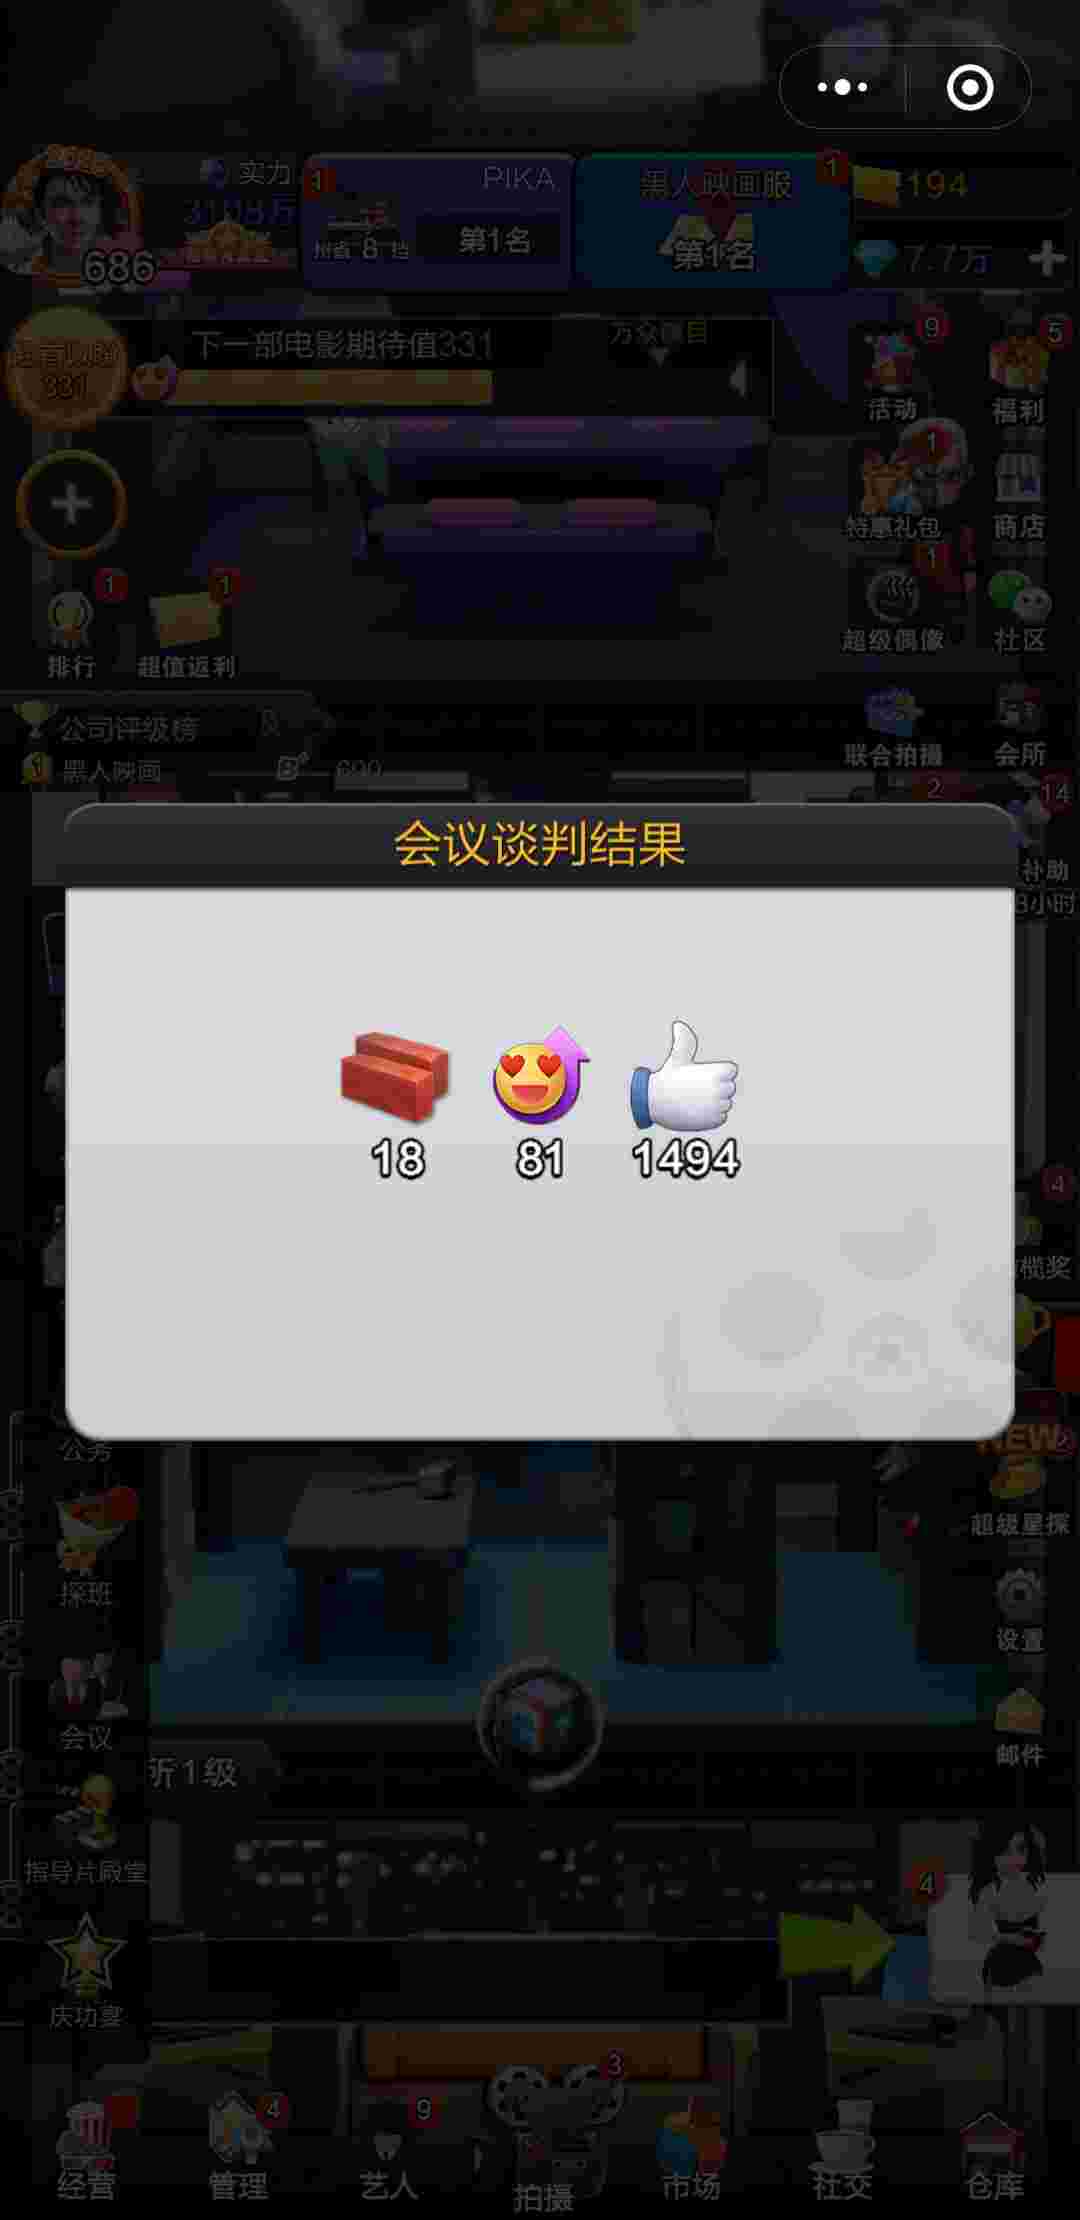 实力
3108万
686
1
PIKA
8
第1名
黑人映画服
第1名
1
194
7.7万
331
下一部电影期待值331
万众瞩目
9
活动
5
福利
1
特惠礼包
商店
1
排行
1
超值返利
1
超级偶像
社区
公司评级榜
1 黑人映画
690
联合拍摄
会所
2
14
补助
8小时
会议谈判结果
18
81
1494
4
榄奖
公务
NEW
超级星探
探班
设置
会议
邮件
所1级
指导片殿堂
4
庆功宴
3
4
9
经营
管理
艺人
拍摄
市场
社交
仓库